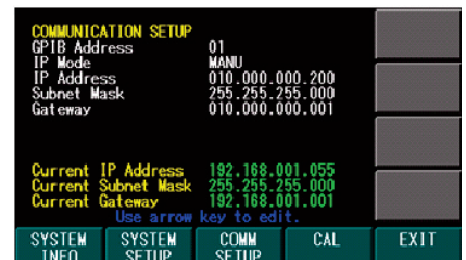 COMMUNICATION SETUP
GPIB Address 01
IP Mode MANU
IP Address 010.000.000.200
Subnet Mask 255.255.255.000
Gateway 010.000.000.001
Current IP Address 192.168.001.055
Current Subnet Mask 255.255.255.000
Current Gateway 192.168.001.001
Use arrow key to edit.
SYSTEM INFO SYSTEM SETUP COMM SETUP CAL EXIT